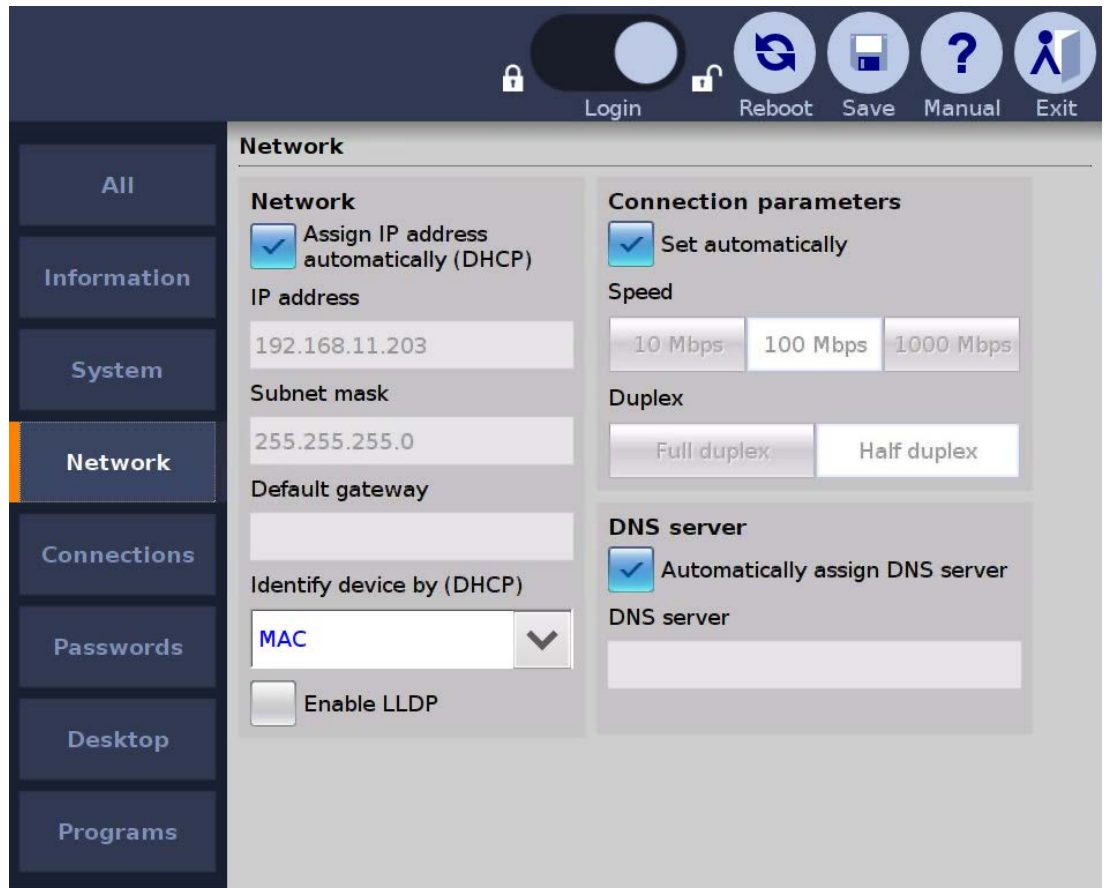 Login
Reboot
Save
?
Manual
Exit
All
Information
System
Network
Connections
Passwords
Desktop
Programs
Network
Network
Assign IP address
automatically (DHCP)
IP address
192.168.11.203
Subnet mask
255.255.255.0
Default gateway
Identify device by (DHCP)
MAC
Enable LLDP
Connection parameters
Set automatically
Speed
10 Mbps 100 Mbps 1000 Mbps
Duplex
Full duplex Half duplex
DNS server
Automatically assign DNS server
DNS server